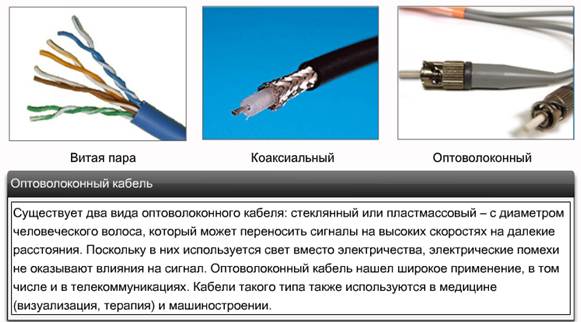 Витая пара
Коаксиальный
Оптоволоконный
Оптоволоконный кабель
Существует два вида оптоволоконного кабеля: стеклянный или пластмассовый – с диаметром
человеческого волоса, который может переносить сигналы на высоких скоростях на далекие
расстояния. Поскольку в них используется свет вместо электричества, электрические помехи
не оказывают влияния на сигнал. Оптоволоконный кабель нашел широкое применение, в том
числе и в телекоммуникациях. Кабели такого типа также используются в медицине
(визуализация, терапия) и машиностроении.